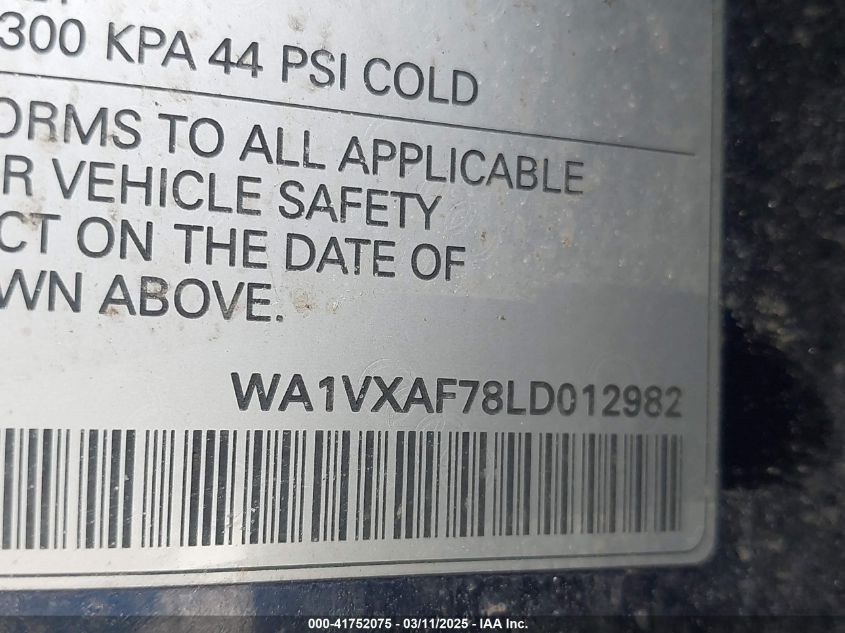 300 KPA 44 PSI COLD
ORMS TO ALL APPLICABLE
R VEHICLE SAFETY
CT ON THE DATE OF
WN ABOVE.
WA1VXAF78LD012982
000-41752075 - 03/11/2025 - IAA Inc.